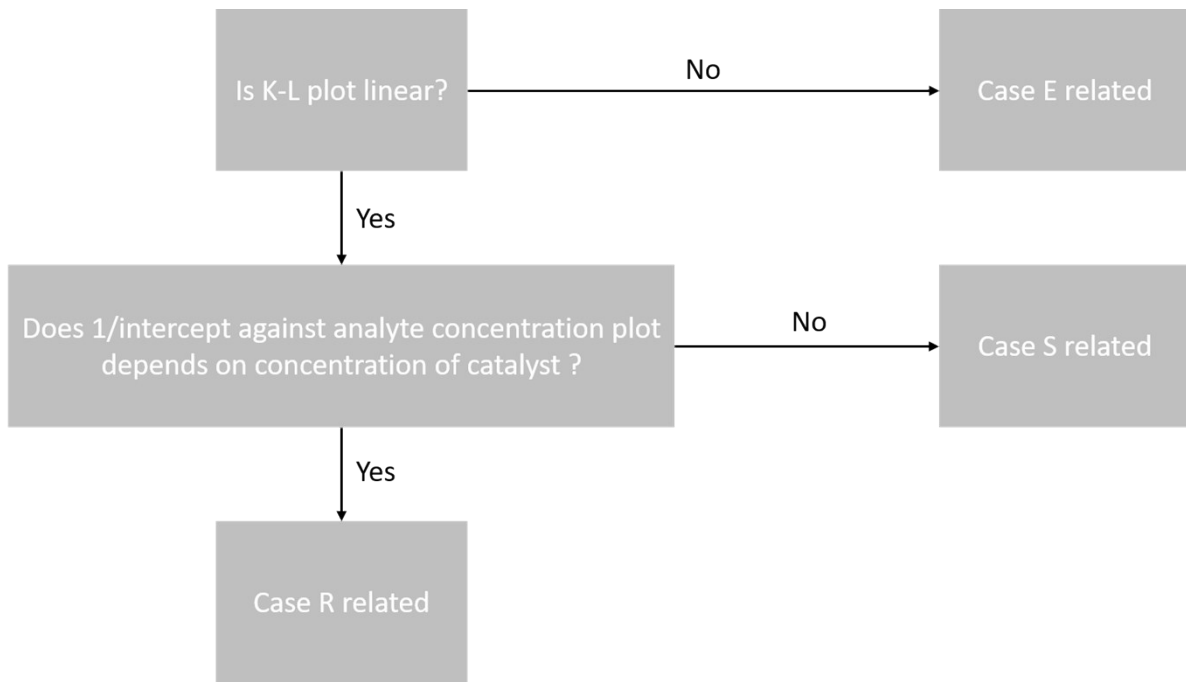 Is K-L plot linear?
No
Case E related
Yes
Does 1/intercept against analyte concentration plot
depends on concentration of catalyst ?
No
Case S related
Yes
Case R related